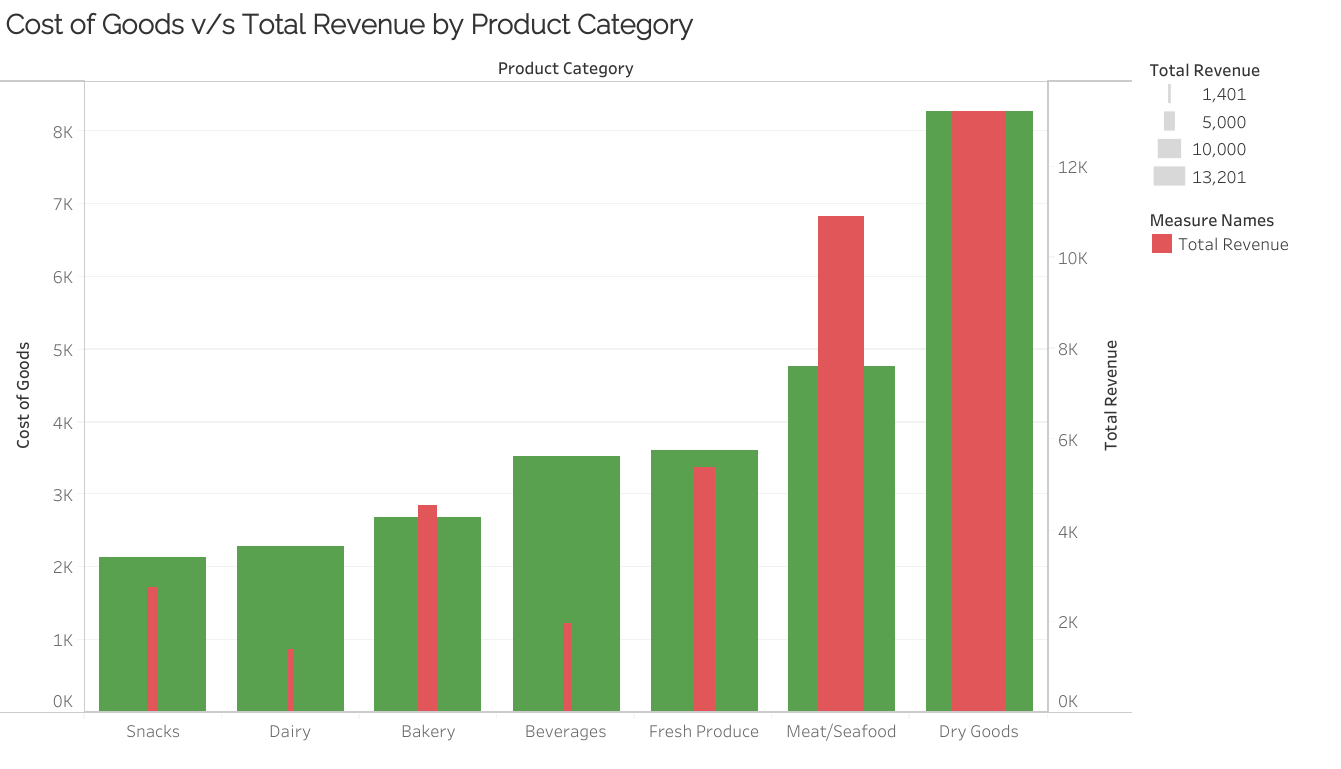 Cost of Goods v/s Total Revenue by Product Category
Product Category
Cost of Goods
8K
7K
6K
5K
4K
3K
2K
1K
0K
12K
10K
8K
6K
4K
2K
0K
Total Revenue
Snacks
Dairy
Bakery
Beverages
Fresh Produce
Meat/Seafood
Dry Goods
Total Revenue
1,401
5,000
10,000
13,201
Measure Names
Total Revenue